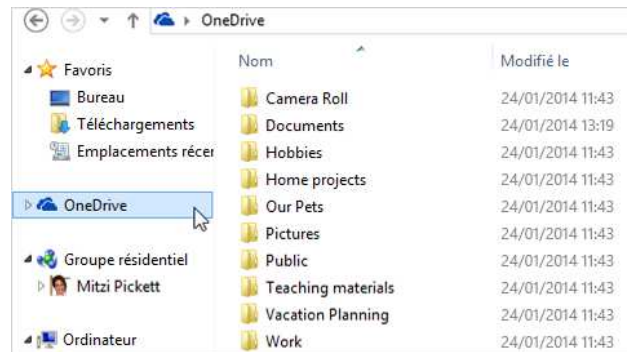 OneDrive
Favoris
Bureau
Téléchargements
Emplacements récen
OneDrive
Groupe résidentiel
Mitzi Pickett
Ordinateur
Nom Modifié le
Camera Roll 24/01/2014 11:43
Documents 24/01/2014 13:19
Hobbies 24/01/2014 11:43
Home projects 24/01/2014 11:43
Our Pets 24/01/2014 11:43
Pictures 24/01/2014 11:43
Public 24/01/2014 11:43
Teaching materials 24/01/2014 11:43
Vacation Planning 24/01/2014 11:43
Work 24/01/2014 11:43